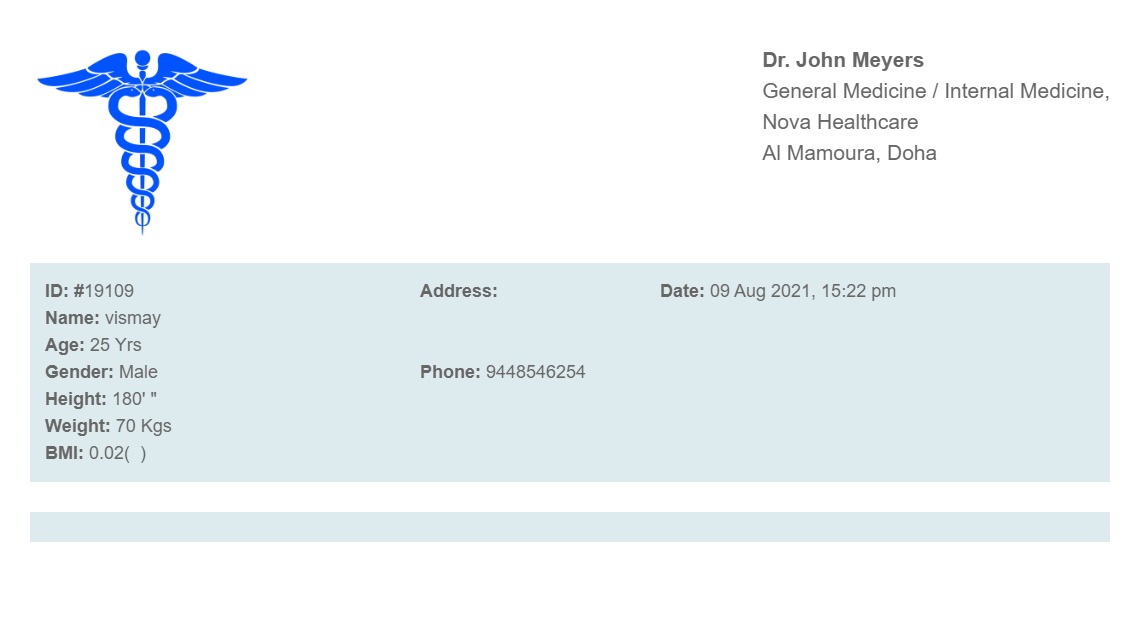 Dr. John Meyers
General Medicine / Internal Medicine,
Nova Healthcare
Al Mamoura, Doha
ID: #19109
Name: vismay
Age: 25 Yrs
Gender: Male
Height: 180' "
Weight: 70 Kgs
BMI: 0.02(  )
Address:
Phone: 9448546254
Date: 09 Aug 2021, 15:22 pm